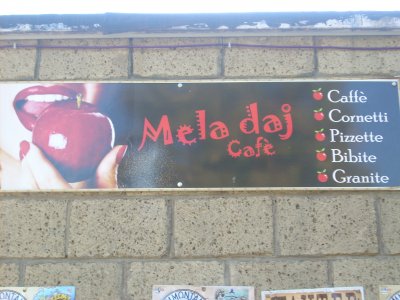 Mela daj
Cafè
Caffè
Cornetti
Pizzette
Bibite
Granite